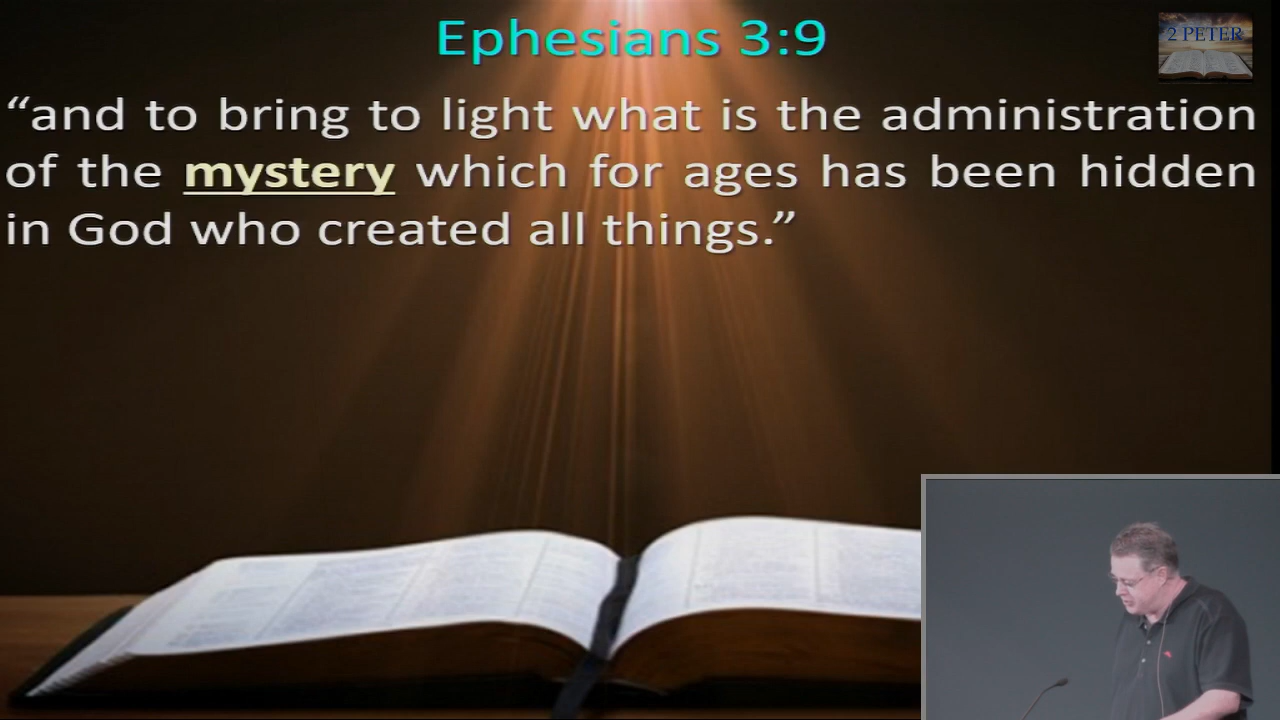 Ephesians 3:9
2 PETER
“and to bring to light what is the administration
of the mystery which for ages has been hidden
in God who created all things.”